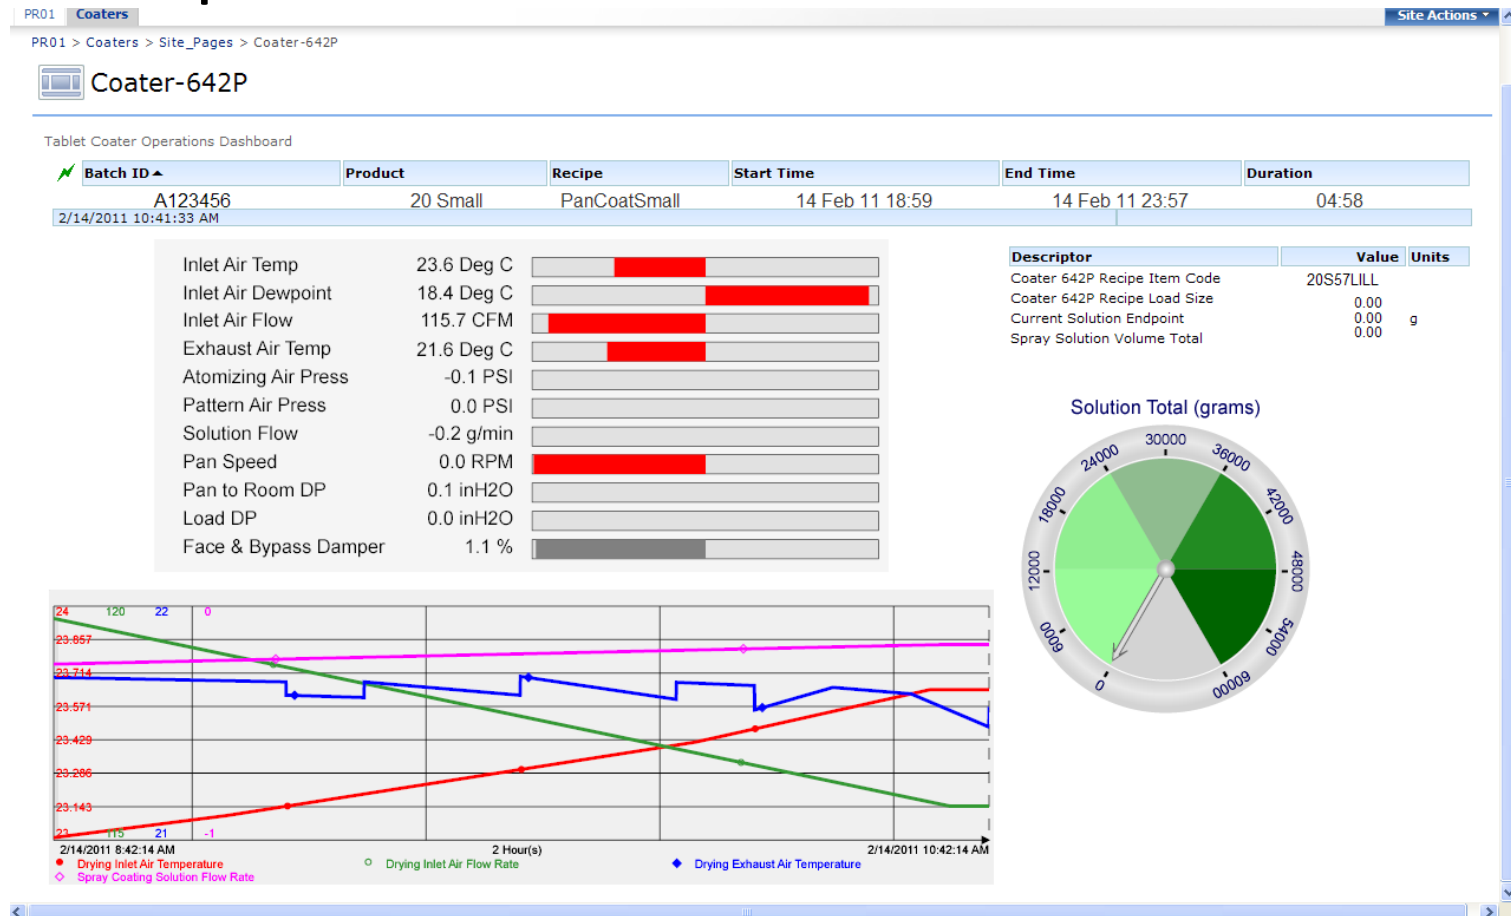 PR01 Coaters Site Actions
PR01 > Coaters > Site_Pages > Coater-642P
Coater-642P
Tablet Coater Operations Dashboard
Batch ID Product Recipe Start Time End Time Duration
A123456 20 Small PanCoatSmall 14 Feb 11 18:59 14 Feb 11 23:57 04:58
2/14/2011 10:41:33 AM
Inlet Air Temp 23.6 Deg C
Inlet Air Dewpoint 18.4 Deg C
Inlet Air Flow 115.7 CFM
Exhaust Air Temp 21.6 Deg C
Atomizing Air Press -0.1 PSI
Pattern Air Press 0.0 PSI
Solution Flow -0.2 g/min
Pan Speed 0.0 RPM
Pan to Room DP 0.1 inH2O
Load DP 0.0 inH2O
Face & Bypass Damper 1.1 %
Descriptor Value Units
Coater 642P Recipe Item Code 20S57LILL
Coater 642P Recipe Load Size 0.00
Current Solution Endpoint 0.00 g
Spray Solution Volume Total 0.00
Solution Total (grams)
0
6000
12000
18000
24000
30000
36000
42000
48000
54000
60000
24 120 22 0
23.857
23.714
23.571
23.429
23.286
23.143
23 115 21 -1
2/14/2011 8:42:14 AM 2 Hour(s) 2/14/2011 10:42:14 AM
Drying Inlet Air Temperature Drying Inlet Air Flow Rate Drying Exhaust Air Temperature
Spray Coating Solution Flow Rate